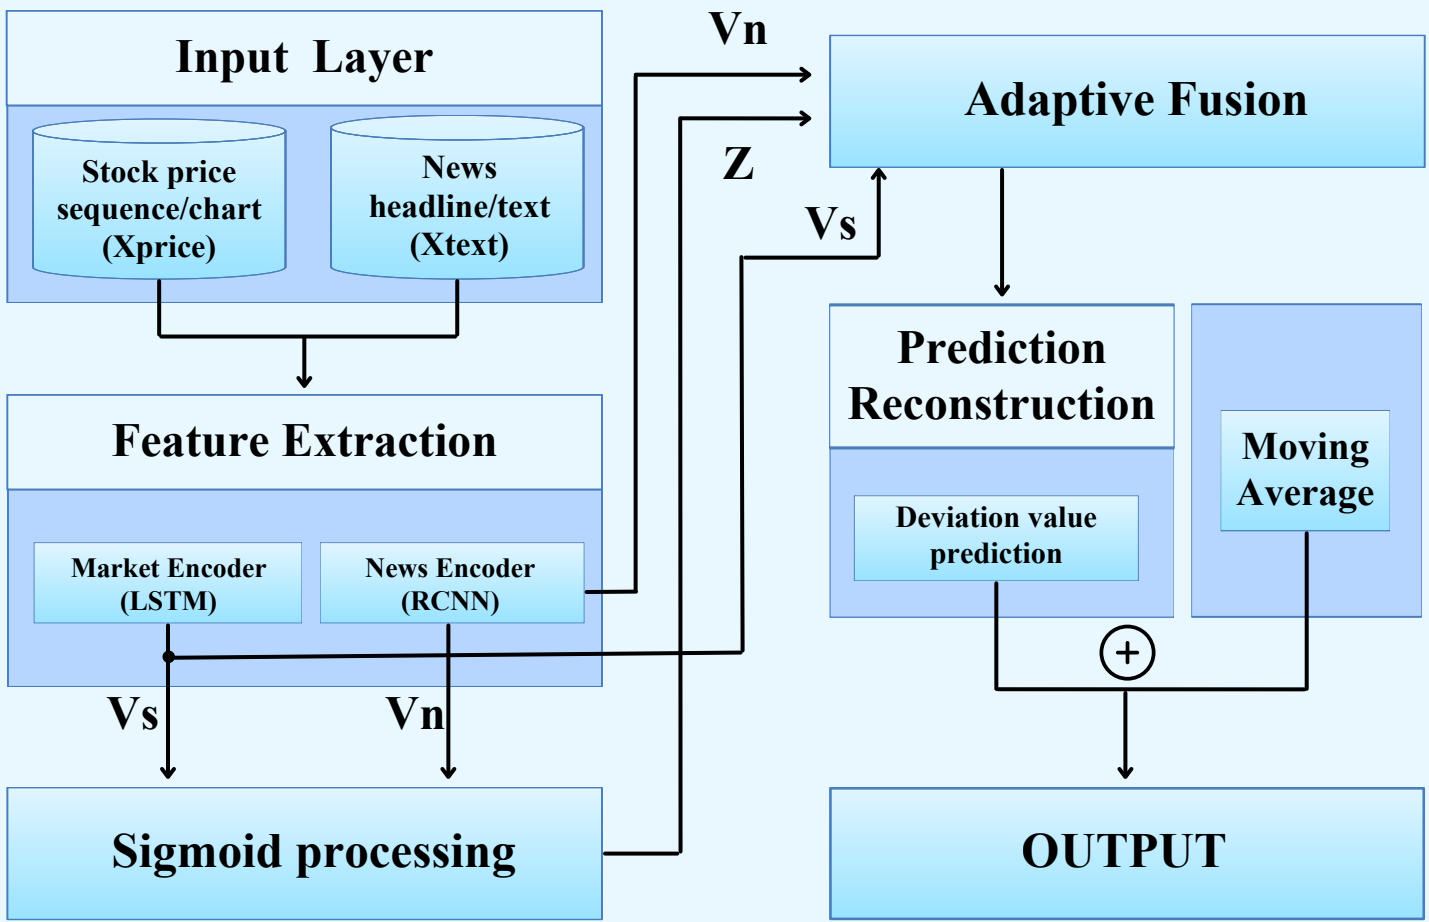 Input Layer
Stock price
sequence/chart
(Xprice)
News
headline/text
(Xtext)
Feature Extraction
Market Encoder
(LSTM)
News Encoder
(RCNN)
Vs
Vn
Sigmoid processing
Vn
Z
Vs
Adaptive Fusion
Prediction
Reconstruction
Deviation value
prediction
Moving
Average
+
OUTPUT